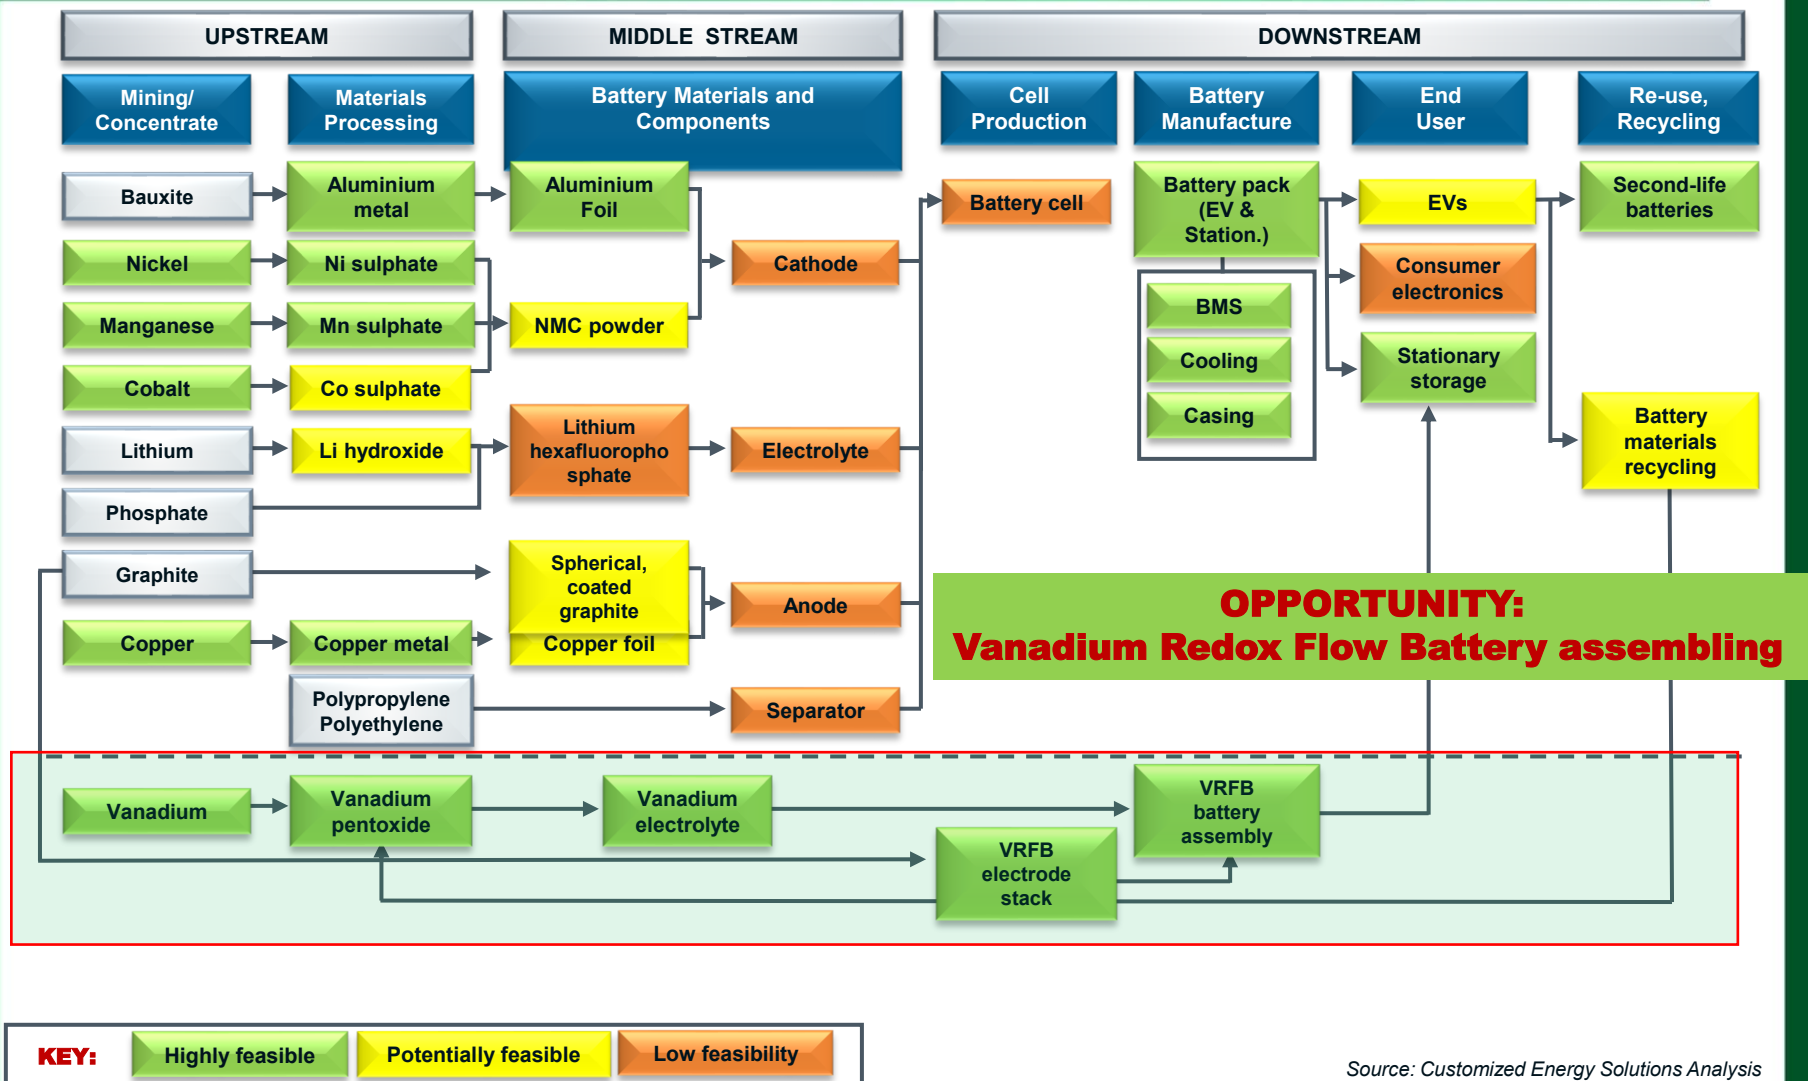 UPSTREAM
MIDDLE STREAM
DOWNSTREAM
Mining/
Concentrate
Materials
Processing
Battery Materials and
Components
Cell
Production
Battery
Manufacture
End
User
Re-use,
Recycling
Bauxite
Aluminium
metal
Aluminium
Foil
Battery cell
Battery pack
(EV &
Station.)
EVs
Second-life
batteries
Nickel
Ni sulphate
Cathode
Consumer
electronics
BMS
Manganese
Mn sulphate
NMC powder
Cooling
Stationary
storage
Cobalt
Co sulphate
Casing
Lithium
Li hydroxide
Lithium
hexafluoropho
sphate
Electrolyte
Battery
materials
recycling
Phosphate
Graphite
Spherical,
coated
graphite
Anode
Copper
Copper metal
Copper foil
OPPORTUNITY:
Vanadium Redox Flow Battery assembling
Polypropylene
Polyethylene
Separator
Vanadium
Vanadium
pentoxide
Vanadium
electrolyte
VRFB
battery
assembly
VRFB
electrode
stack
KEY:
Highly feasible
Potentially feasible
Low feasibility
Source: Customized Energy Solutions Analysis